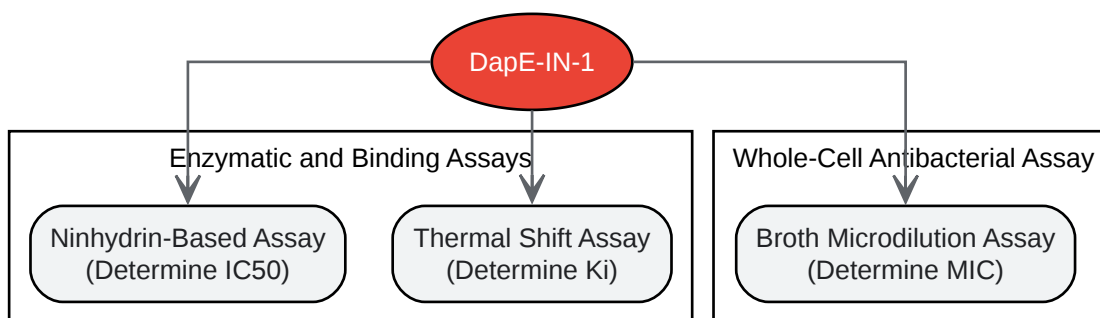 DapE-IN-1
Enzymatic and Binding Assays
Whole-Cell Antibacterial Assay
Ninhydrin-Based Assay
(Determine IC50)
Thermal Shift Assay
(Determine Ki)
Broth Microdilution Assay
(Determine MIC)